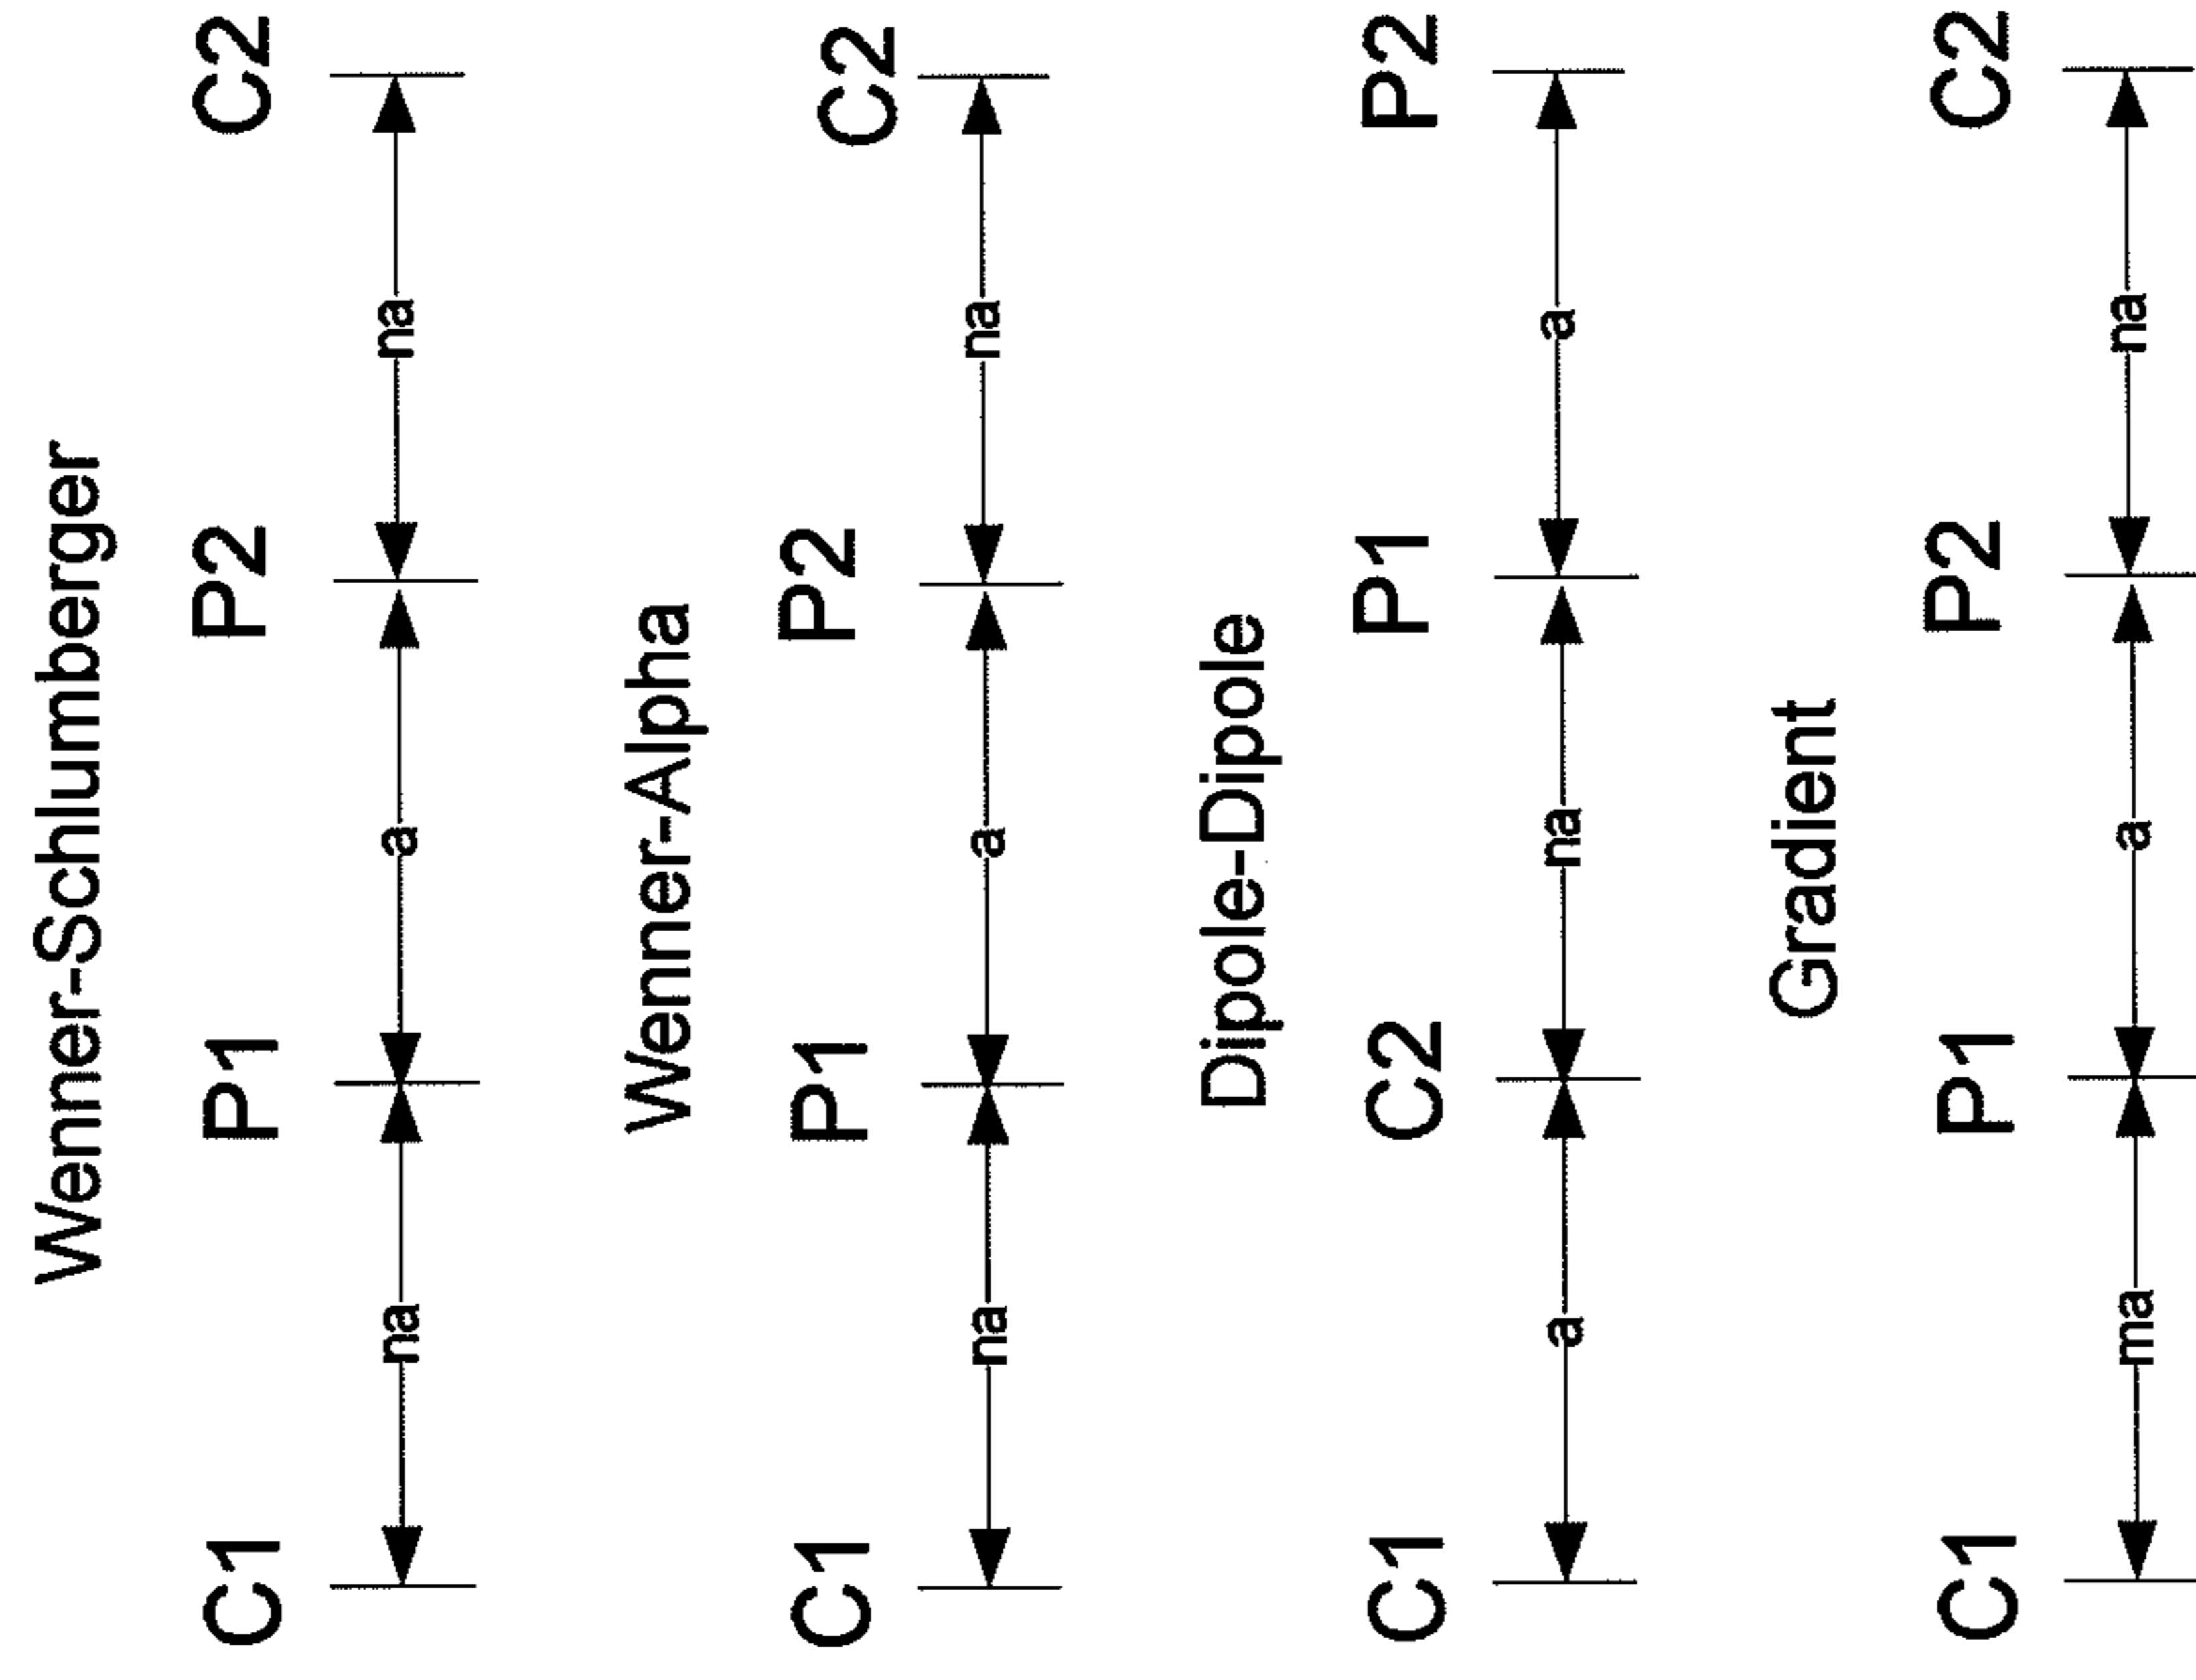 Wenner-Schlumberger
C1 P1 P2 C2
na a na
Wenner-Alpha
C1 P1 P2 C2
na a na
Dipole-Dipole
C1 C2 P1 P2
a na a
Gradient
C1 P1 P2 C2
ma a na